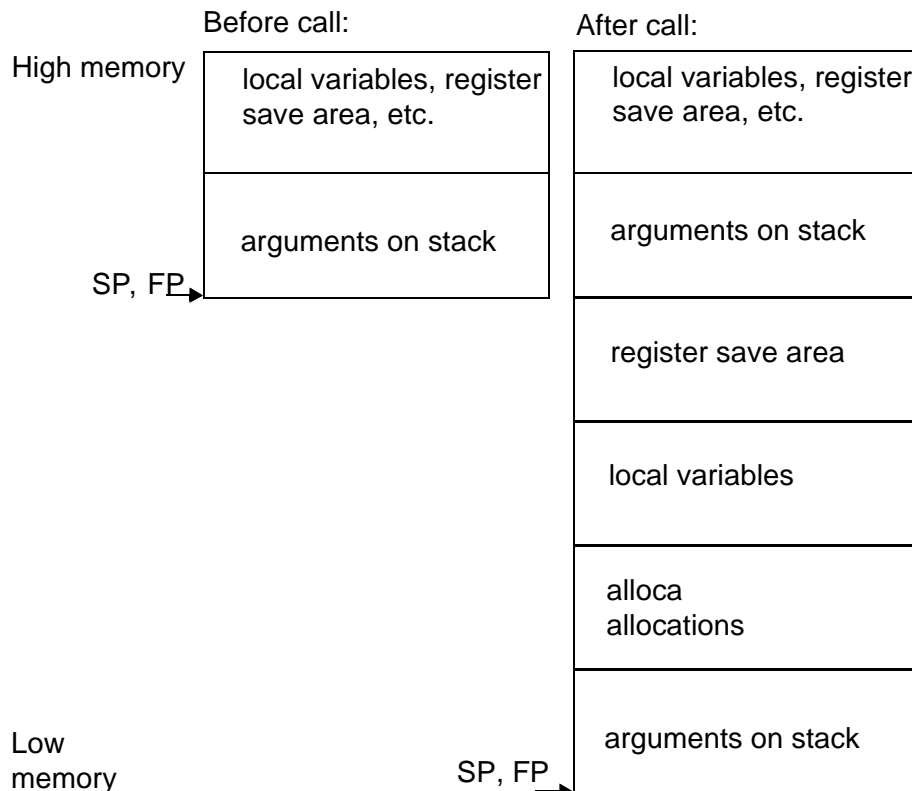 Before call:
After call:
High memory
local variables, register
save area, etc.
local variables, register
save area, etc.
arguments on stack
arguments on stack
SP, FP
register save area
local variables
alloca
allocations
arguments on stack
Low
memory
SP, FP